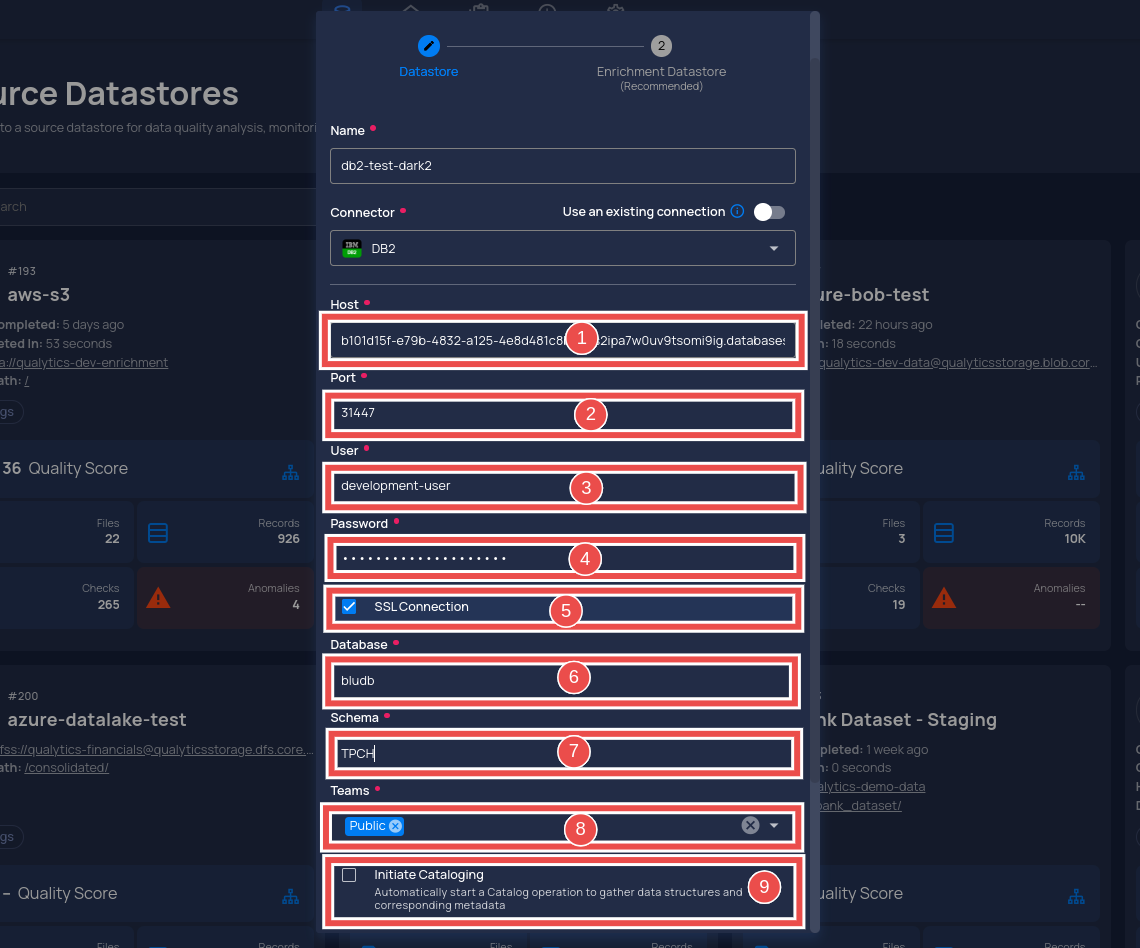 2
Datastore
Enrichment Datastore
(Recommended)
urce Datastores
to a source datastore for data quality analysis, monitori
Name
db2-test-dark2
arch
Connector
Use an existing connection
IBM
DB2
DB2
#193
aws-s3
ompleted: 5 days ago
eted In: 53 seconds
a://qualytics-dev-enrichment
ath: /
gs
36 Quality Score
Files
22
Records
926
Checks
265
Anomalies
4
ure-bob-test
pleted: 22 hours ago
n: 18 seconds
qualytics-dev-data@qualyticsstorage.blob.cor...
uality Score
Files
3
Records
10K
Checks
19
Anomalies
--
Host
b101d15f-e79b-4832-a125-4e8d481c8
2ipa7w0uv9tsomi9ig.databases
1
Port
31447
2
User
development-user
3
Password
4
SSL Connection
5
Database
bludb
6
Schema
TPCH
7
Teams
Public
8
Initiate Cataloging
Automatically start a Catalog operation to gather data structures and
corresponding metadata
9
#200
azure-datalake-test
fss://qualytics-financials@qualyticsstorage.dfs.core....
ath: /consolidated/
gs
– Quality Score
Files
Records
nk Dataset - Staging
pleted: 1 week ago
n: 0 seconds
alytics-demo-data
bank_dataset/
uality Score
Files
Records